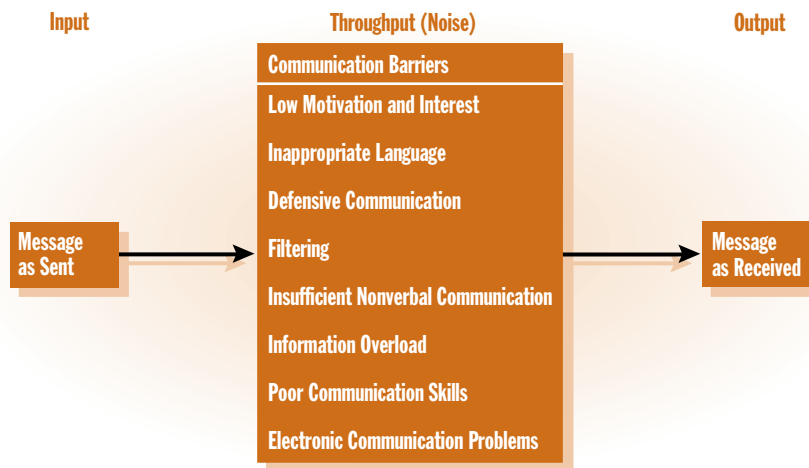 Input
Throughput (Noise)
Output
Communication Barriers
Low Motivation and Interest
Inappropriate Language
Defensive Communication
Message
as Sent
Filtering
Message
as Received
Insufficient Nonverbal Communication
Information Overload
Poor Communication Skills
Electronic Communication Problems